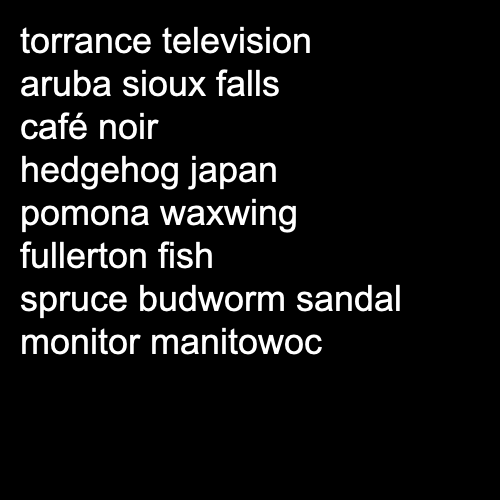 torrance television
aruba sioux falls
café noir
hedgehog japan
pomona waxwing
fullerton fish
spruce budworm sandal
monitor manitowoc